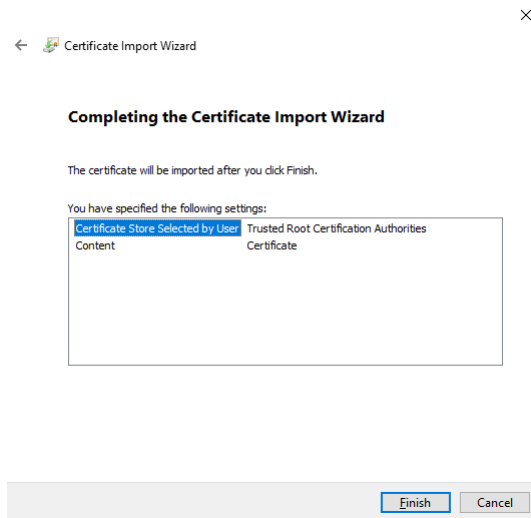 Certificate Import Wizard
Completing the Certificate Import Wizard
The certificate will be imported after you click Finish.
You have specified the following settings:
Certificate Store Selected by User Trusted Root Certification Authorities
Content Certificate
Finish Cancel